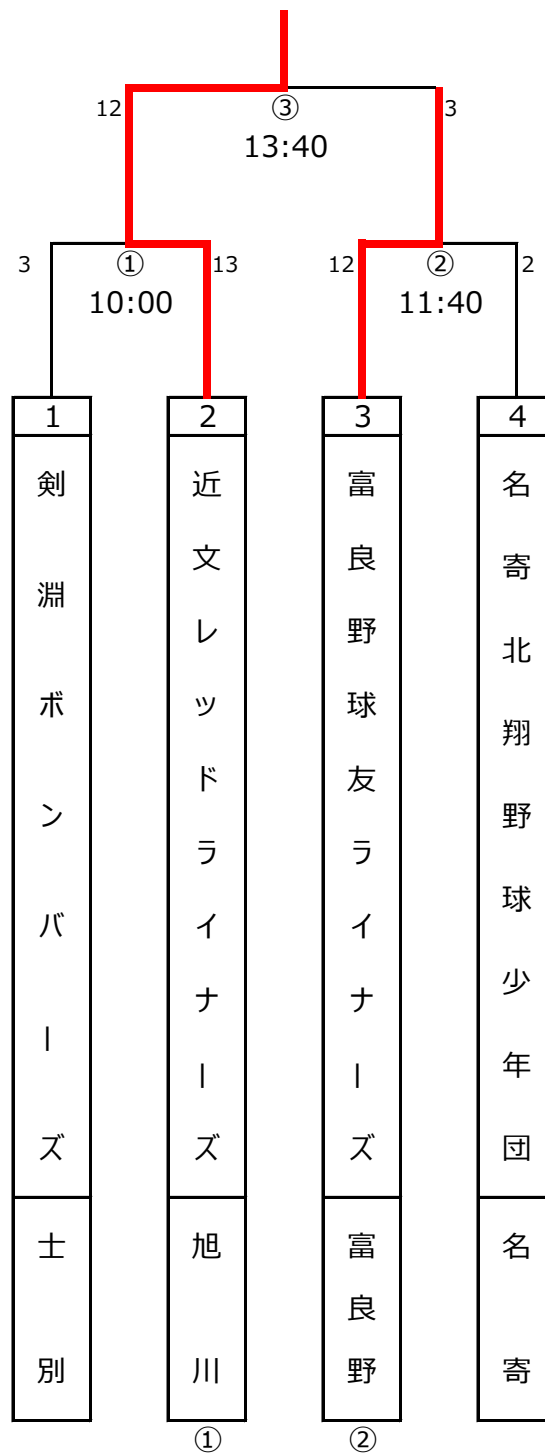 12 ③ 3
13:40
3 ① 13 12 ② 2
10:00 11:40
1 2 3 4
剣淵ボンバーズ
近文レッドライナーズ
富良野球友ライナーズ
名寄北翔野球少年団
士別
旭川
富良野
名寄
① ②